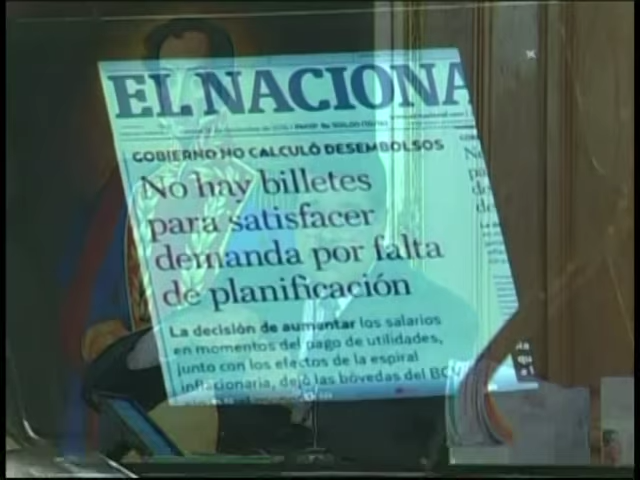 EL NACIONA
GOBIERNO NO CALCULÓ DESEMBOLSOS
No hay billetes
para satisfacer
demanda por falta
de planificación
La decisión de aumentar los salarios
en momentos del pago de utilidades,
junto con los efectos de la espiral
inflacionaria, dejó las bóvedas del BCV